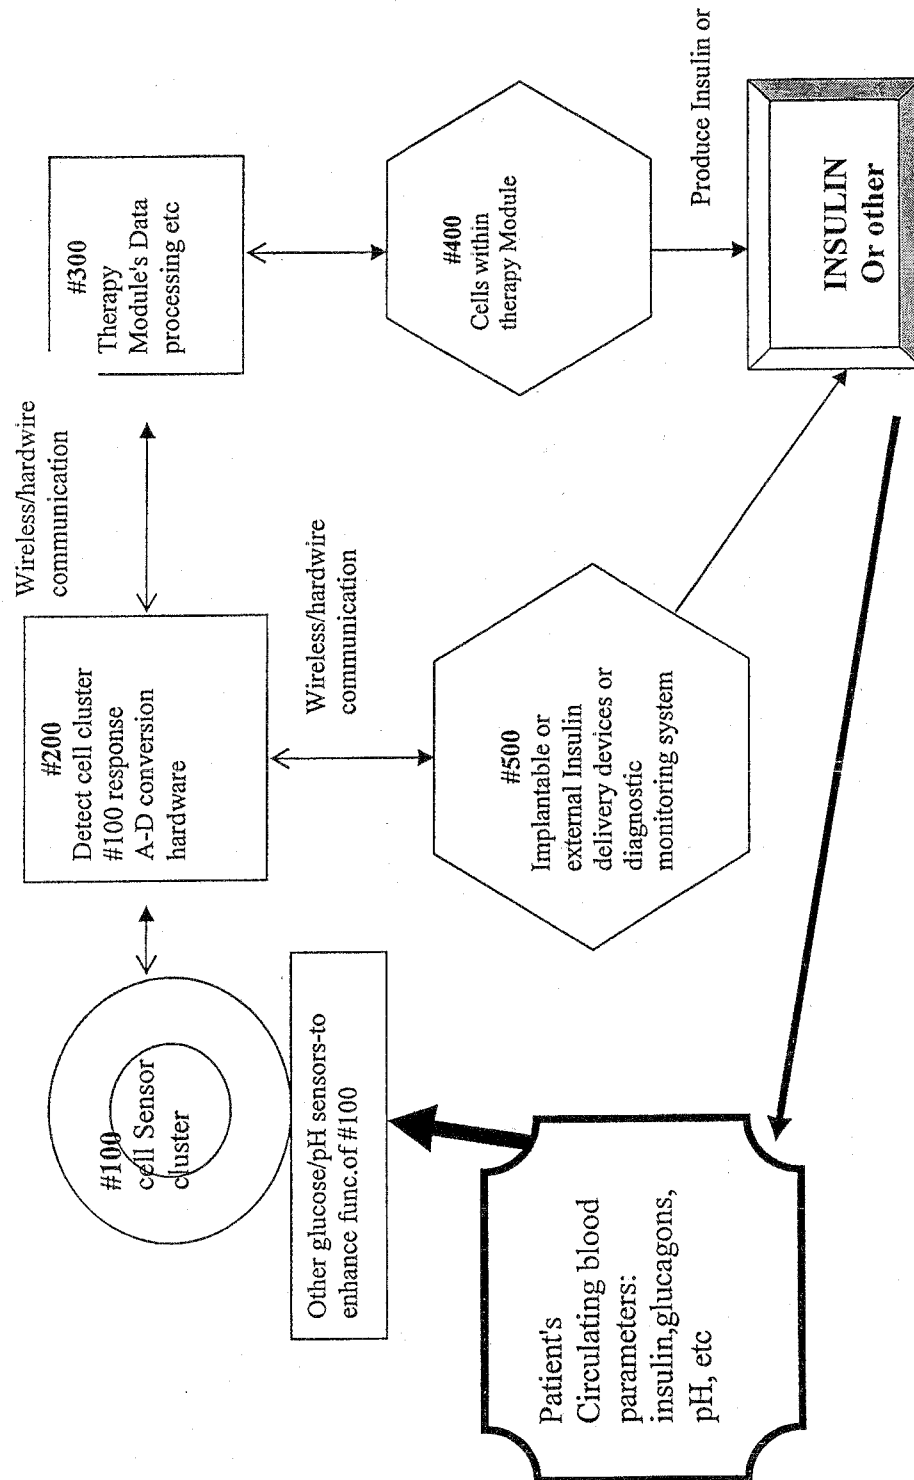 #100
cell Sensor
cluster
Other glucose/pH sensors-to
enhance func.of #100
Patient's
Circulating blood
parameters:
insulin,glucagons,
pH, etc
#200
Detect cell cluster
#100 response
A-D conversion
hardware
Wireless/hardwire
communication
Wireless/hardwire
communication
#500
Implantable or
external Insulin
delivery devices or
diagnostic
monitoring system
#300
Therapy
Module's Data
processing etc
#400
Cells within
therapy Module
Produce Insulin or
INSULIN
Or other